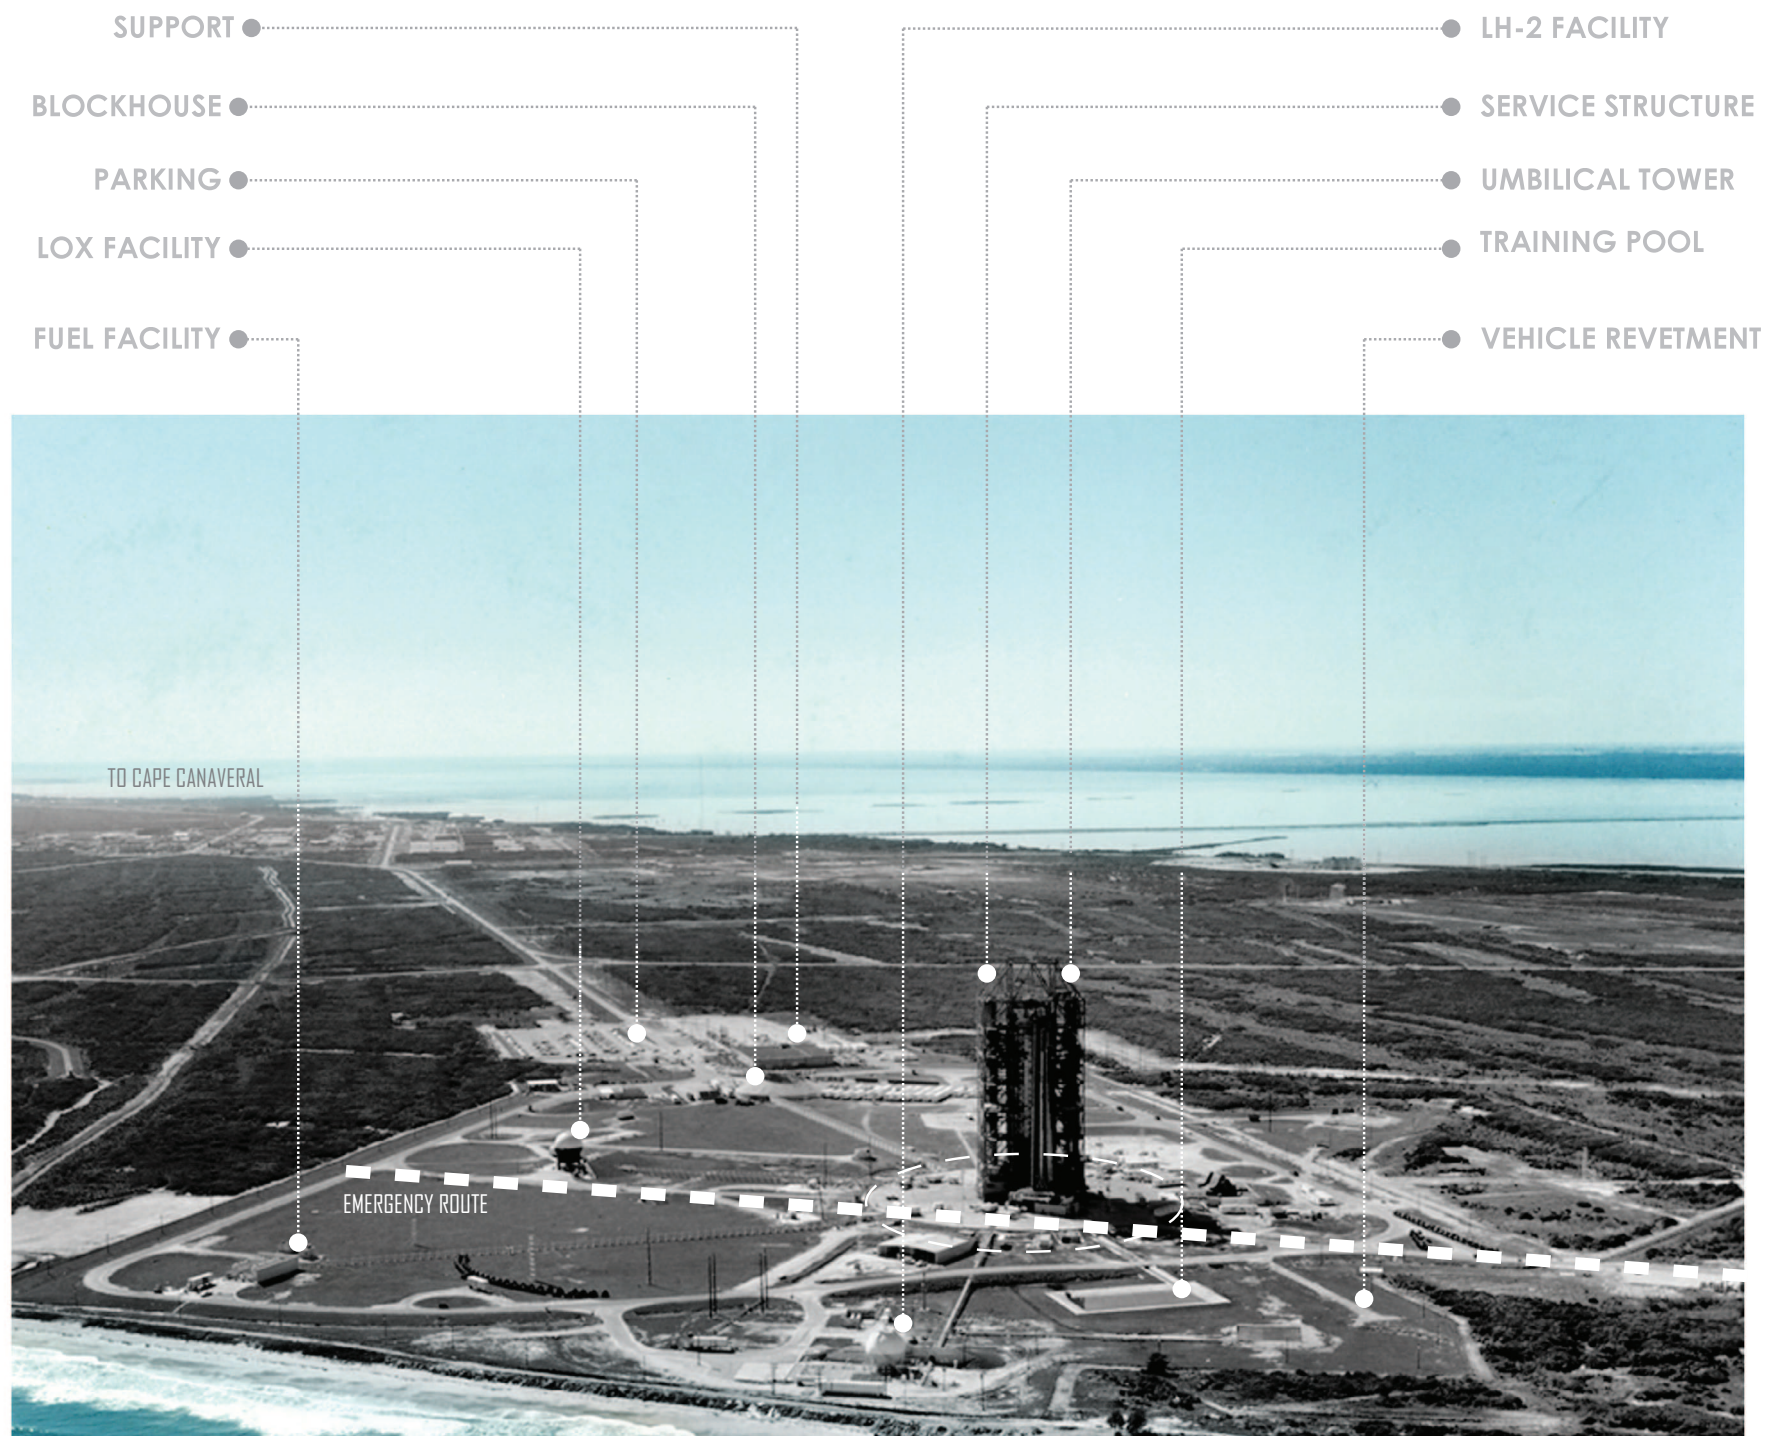 SUPPORT
BLOCKHOUSE
PARKING
LOX FACILITY
FUEL FACILITY
LH-2 FACILITY
SERVICE STRUCTURE
UMBILICAL TOWER
TRAINING POOL
VEHICLE REVETMENT
TO CAPE CANAVERAL
EMERGENCY ROUTE